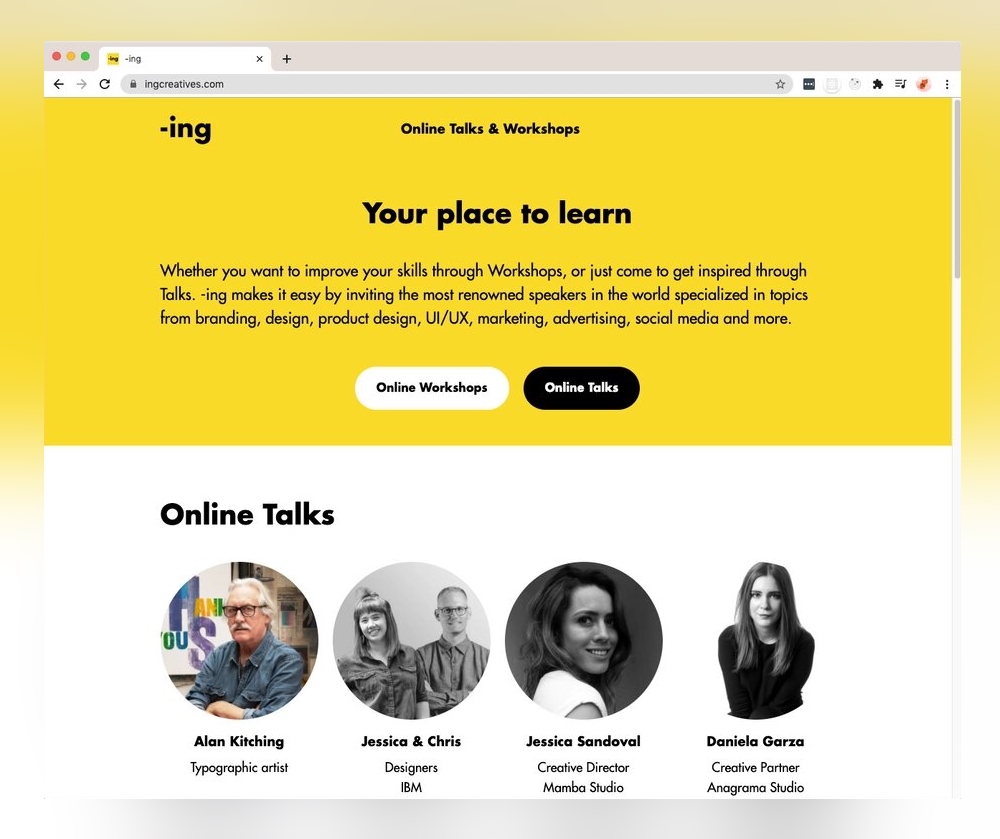 -ing
-ing
ingcreatives.com
-ing
Online Talks & Workshops
Your place to learn
Whether you want to improve your skills through Workshops, or just come to get inspired through
Talks. -ing makes it easy by inviting the most renowned speakers in the world specialized in topics
from branding, design, product design, UI/UX, marketing, advertising, social media and more.
Online Workshops
Online Talks
Online Talks
Alan Kitching
Typographic artist
Jessica & Chris
Designers
IBM
Jessica Sandoval
Creative Director
Mamba Studio
Daniela Garza
Creative Partner
Anagrama Studio